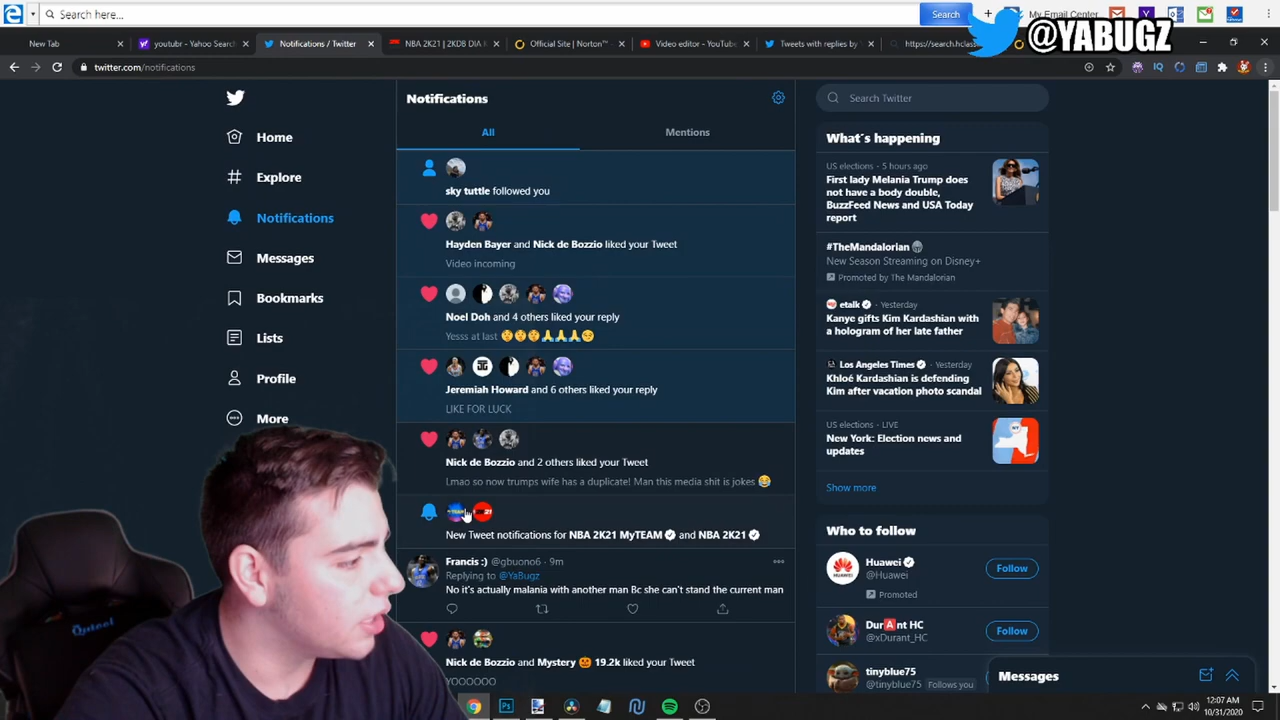 Search here...
Search
My Email Center
@YABUGZ
New Tab
youtubr - Yahoo Search
Notifications / Twitter
NBA 2K21 | 2KDB DIA
Official Site | Norton™
Video editor - YouTube
Tweets with replies by
https://search.hclass
twitter.com/notifications
Home
Explore
Notifications
Messages
Bookmarks
Lists
Profile
More
Notifications
All
Mentions
sky tuttle followed you
Hayden Bayer and Nick de Bozzio liked your Tweet
Video incoming
Noel Doh and 4 others liked your reply
Yesss at last 🤫🤫🤫🙏🙏🙏😔
Jeremiah Howard and 6 others liked your reply
LIKE FOR LUCK
Nick de Bozzio and 2 others liked your Tweet
Lmao so now trumps wife has a duplicate! Man this media shit is jokes 😂
New Tweet notifications for NBA 2K21 MyTEAM and NBA 2K21
Francis :) @gbuono6 · 9m
Replying to @YaBugz
No it's actually malania with another man Bc she can't stand the current man
Nick de Bozzio and Mystery 🎃 19.2k liked your Tweet
YOOOOOO
Search Twitter
What's happening
US elections · 5 hours ago
First lady Melania Trump does
not have a body double,
BuzzFeed News and USA Today
report
#TheMandalorian
New Season Streaming on Disney+
Promoted by The Mandalorian
etalk · Yesterday
Kanye gifts Kim Kardashian with
a hologram of her late father
Los Angeles Times · Yesterday
Khloé Kardashian is defending
Kim after vacation photo scandal
US elections · LIVE
New York: Election news and
updates
Show more
Who to follow
Huawei
@Huawei
Follow
Promoted
Dur🅰nt HC
@xDurant_HC
Follow
tinyblue75
@tinyblue75 Follows you
Messages
Qnteel
12:07 AM
10/31/2020